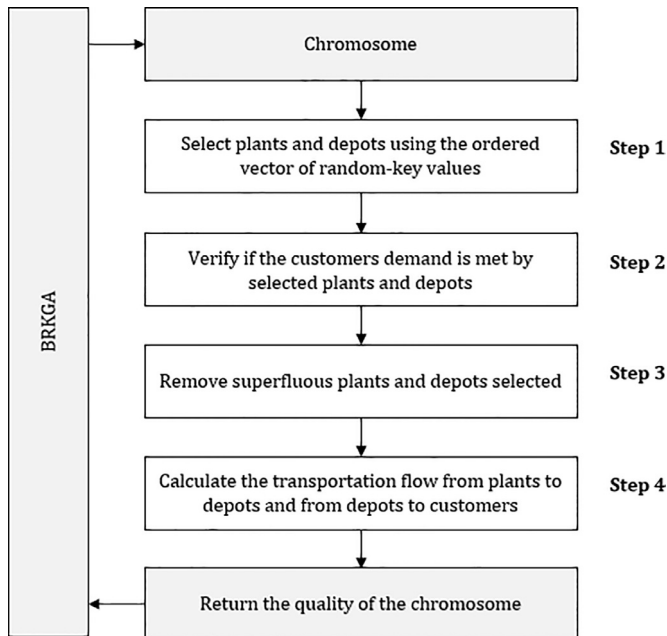 BRKGA
Chromosome
Select plants and depots using the ordered
vector of random-key values
Step 1
Verify if the customers demand is met by
selected plants and depots
Step 2
Remove superfluous plants and depots selected
Step 3
Calculate the transportation flow from plants to
depots and from depots to customers
Step 4
Return the quality of the chromosome